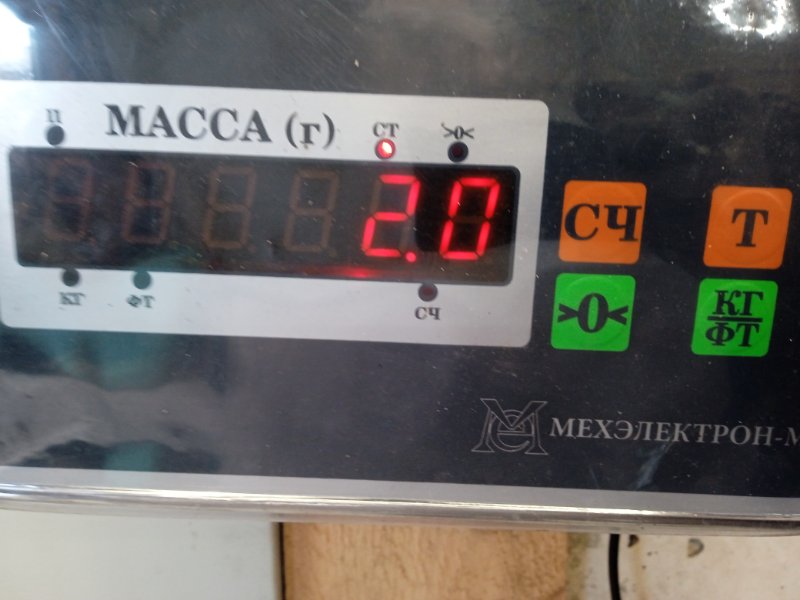 П
МАССА (г)
СТ
>0<
2.0
КГ
ФТ
СЧ
СЧ
Т
>0<
КГ
ФТ
МЕХЭЛЕКТРОН-М